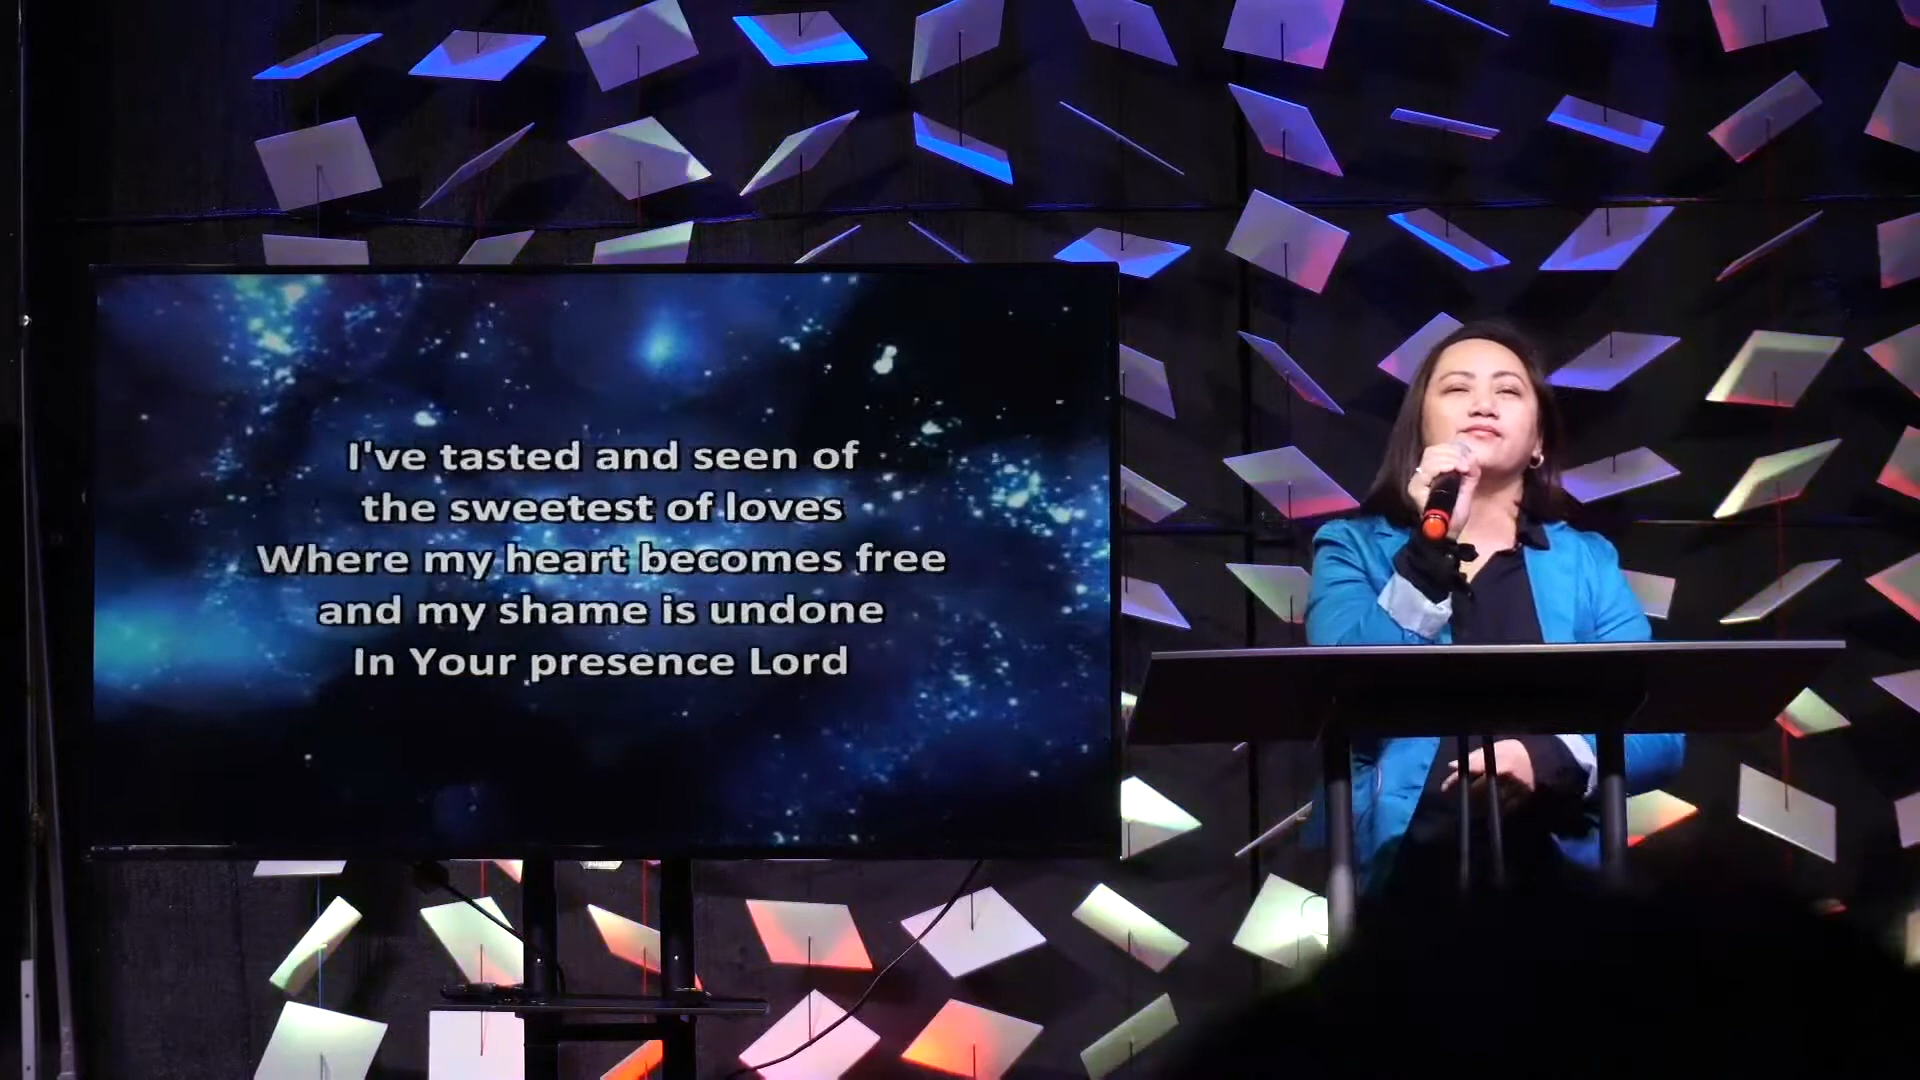 I've tasted and seen of
the sweetest of loves
Where my heart becomes free
and my shame is undone
In Your presence Lord